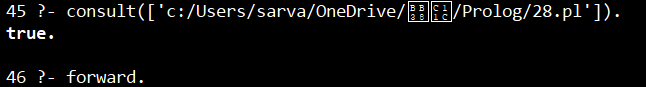 45 ?- consult(['c:/Users/sarva/OneDrive//Prolog/28.pl']).
true.
46 ?- forward.